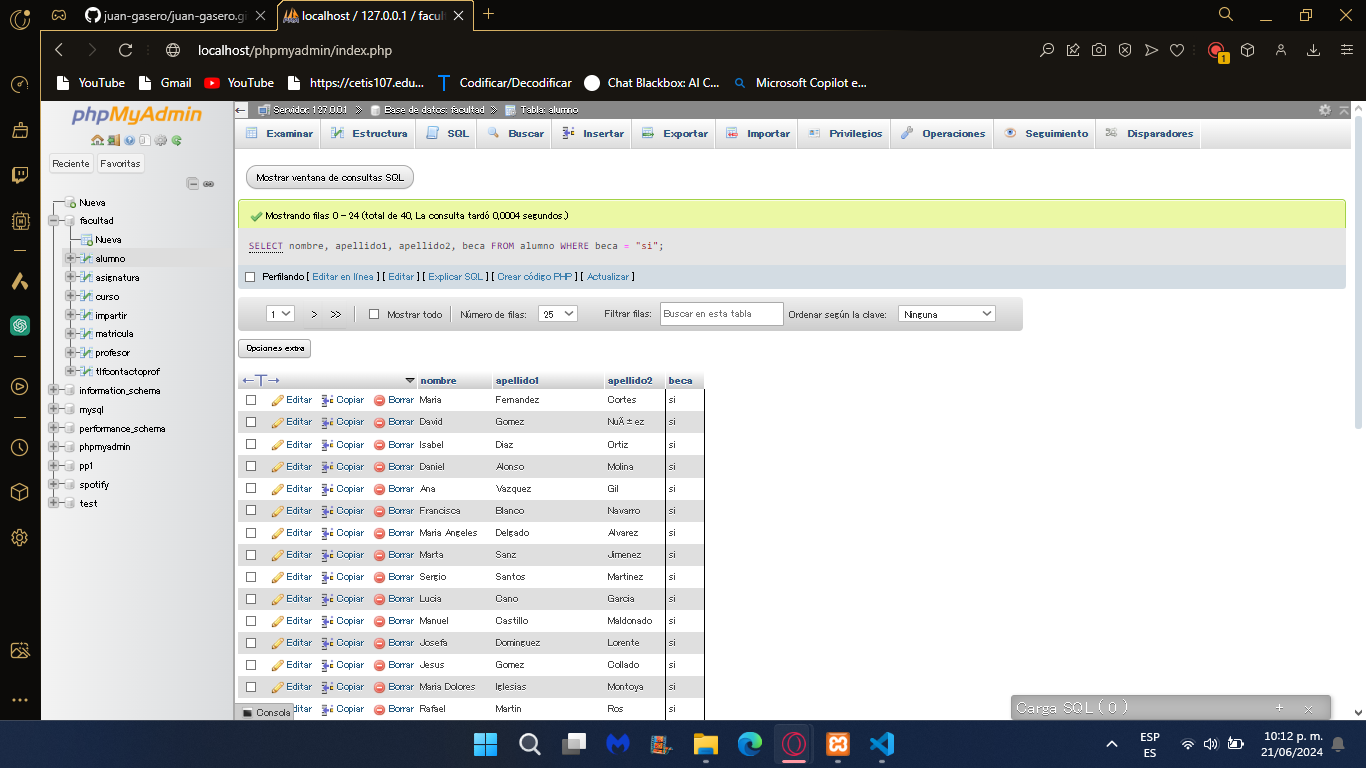 juan-gasero/juan-gasero.gi
localhost / 127.0.0.1 / facul
localhost/phpmyadmin/index.php
1
YouTube Gmail YouTube https://cetis107.edu... Codificar/Decodificar Chat Blackbox: AI C... Microsoft Copilot e...
phpMyAdmin
Reciente Favoritas
Nueva
facultad
Nueva
alumno
asignatura
curso
impartir
matricula
profesor
tlfcontactoprof
information_schema
mysql
performance_schema
phpmyadmin
pp1
spotify
test
Servidor: 127.0.0.1 » Base de datos: facultad » Tabla: alumno
Examinar Estructura SQL Buscar Insertar Exportar Importar Privilegios Operaciones Seguimiento Disparadores
Mostrar ventana de consultas SQL
Mostrando filas 0 - 24 (total de 40, La consulta tardó 0,0004 segundos.)
SELECT nombre, apellido1, apellido2, beca FROM alumno WHERE beca = "si";
Perfilando [ Editar en línea ] [ Editar ] [ Explicar SQL ] [ Crear código PHP ] [ Actualizar ]
1 > >> Mostrar todo Número de filas: 25 Filtrar filas: Buscar en esta tabla Ordenar según la clave: Ninguna
Opciones extra
←T→ nombre apellido1 apellido2 beca
Editar Copiar Borrar Maria Fernandez Cortes si
Editar Copiar Borrar David Gomez NuÃ±ez si
Editar Copiar Borrar Isabel Diaz Ortiz si
Editar Copiar Borrar Daniel Alonso Molina si
Editar Copiar Borrar Ana Vazquez Gil si
Editar Copiar Borrar Francisca Blanco Navarro si
Editar Copiar Borrar Maria Angeles Delgado Alvarez si
Editar Copiar Borrar Marta Sanz Jimenez si
Editar Copiar Borrar Sergio Santos Martinez si
Editar Copiar Borrar Lucia Cano Garcia si
Editar Copiar Borrar Manuel Castillo Maldonado si
Editar Copiar Borrar Josefa Dominguez Lorente si
Editar Copiar Borrar Jesus Gomez Collado si
Editar Copiar Borrar Maria Dolores Iglesias Montoya si
Editar Copiar Borrar Rafael Martin Ros si
Consola
Carga SQL ( 0 ) + ×
ESP
ES
10:12 p. m.
21/06/2024